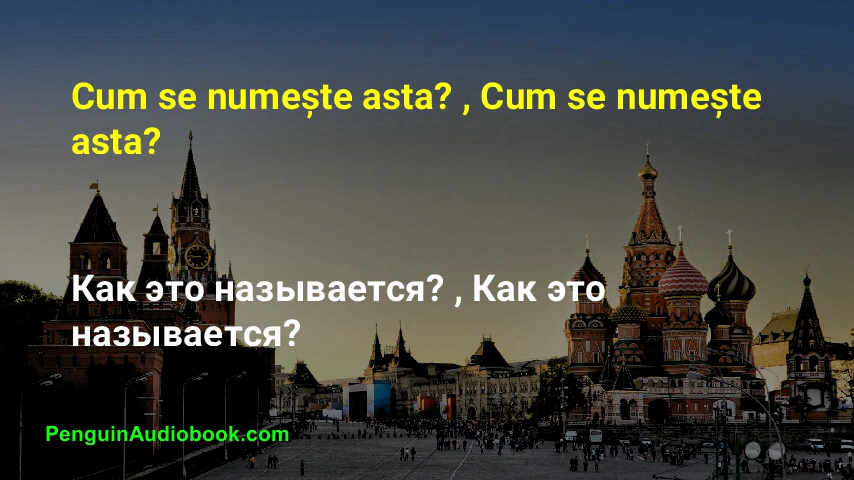 Cum se numește asta? , Cum se numește
asta?
Как это называется? , Как это
называется?
PenguinAudiobook.com